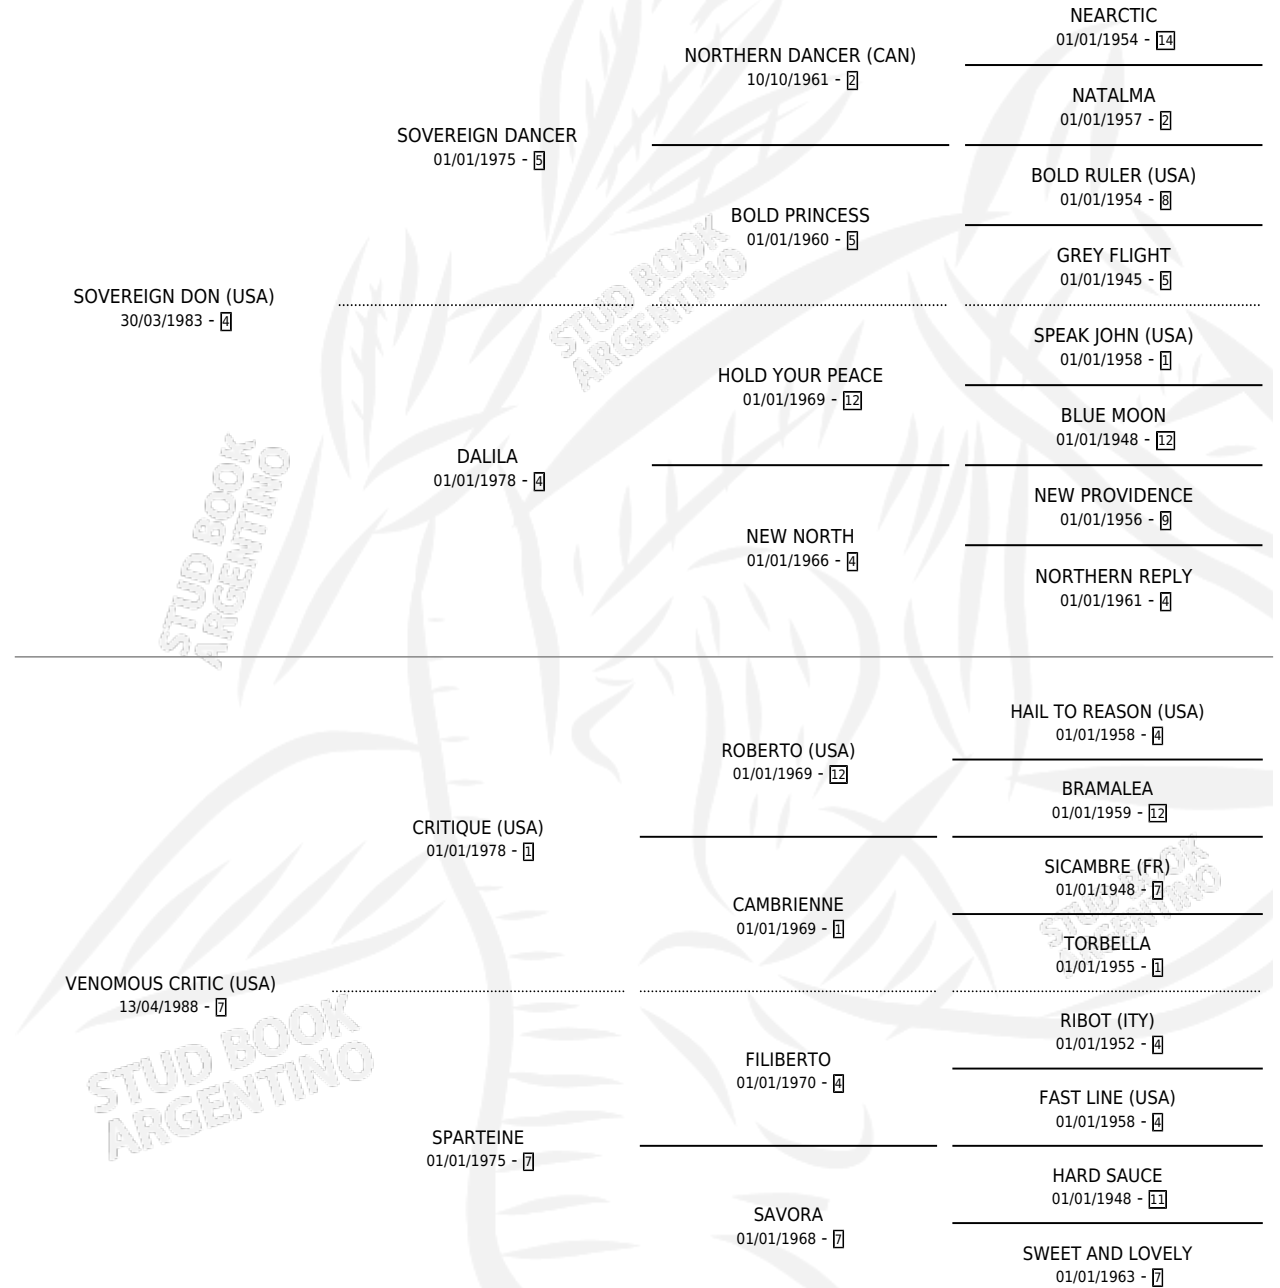 NEARCTIC
01/01/1954 - 14
NORTHERN DANCER (CAN)
10/10/1961 - 2
NATALMA
01/01/1957 - 2
SOVEREIGN DANCER
01/01/1975 - 5
BOLD RULER (USA)
01/01/1954 - 8
BOLD PRINCESS
01/01/1960 - 5
GREY FLIGHT
01/01/1945 - 5
SOVEREIGN DON (USA)
30/03/1983 - 4
SPEAK JOHN (USA)
01/01/1958 - 1
HOLD YOUR PEACE
01/01/1969 - 12
BLUE MOON
01/01/1948 - 12
DALILA
01/01/1978 - 4
NEW PROVIDENCE
01/01/1956 - 9
NEW NORTH
01/01/1966 - 4
NORTHERN REPLY
01/01/1961 - 4
HAIL TO REASON (USA)
01/01/1958 - 4
ROBERTO (USA)
01/01/1969 - 12
BRAMALEA
01/01/1959 - 12
CRITIQUE (USA)
01/01/1978 - 1
SICAMBRE (FR)
01/01/1948 - 7
CAMBRIENNE
01/01/1969 - 1
TORBELLA
01/01/1955 - 1
VENOMOUS CRITIC (USA)
13/04/1988 - 7
RIBOT (ITY)
01/01/1952 - 4
FILIBERTO
01/01/1970 - 4
FAST LINE (USA)
01/01/1958 - 4
SPARTEINE
01/01/1975 - 7
HARD SAUCE
01/01/1948 - 11
SAVORA
01/01/1968 - 7
SWEET AND LOVELY
01/01/1963 - 7
STUD BOOK
ARGENTINO
STUD BOOK
ARGENTINO
STUD BOOK
ARGENTINO
STUD BOOK
ARGENTINO